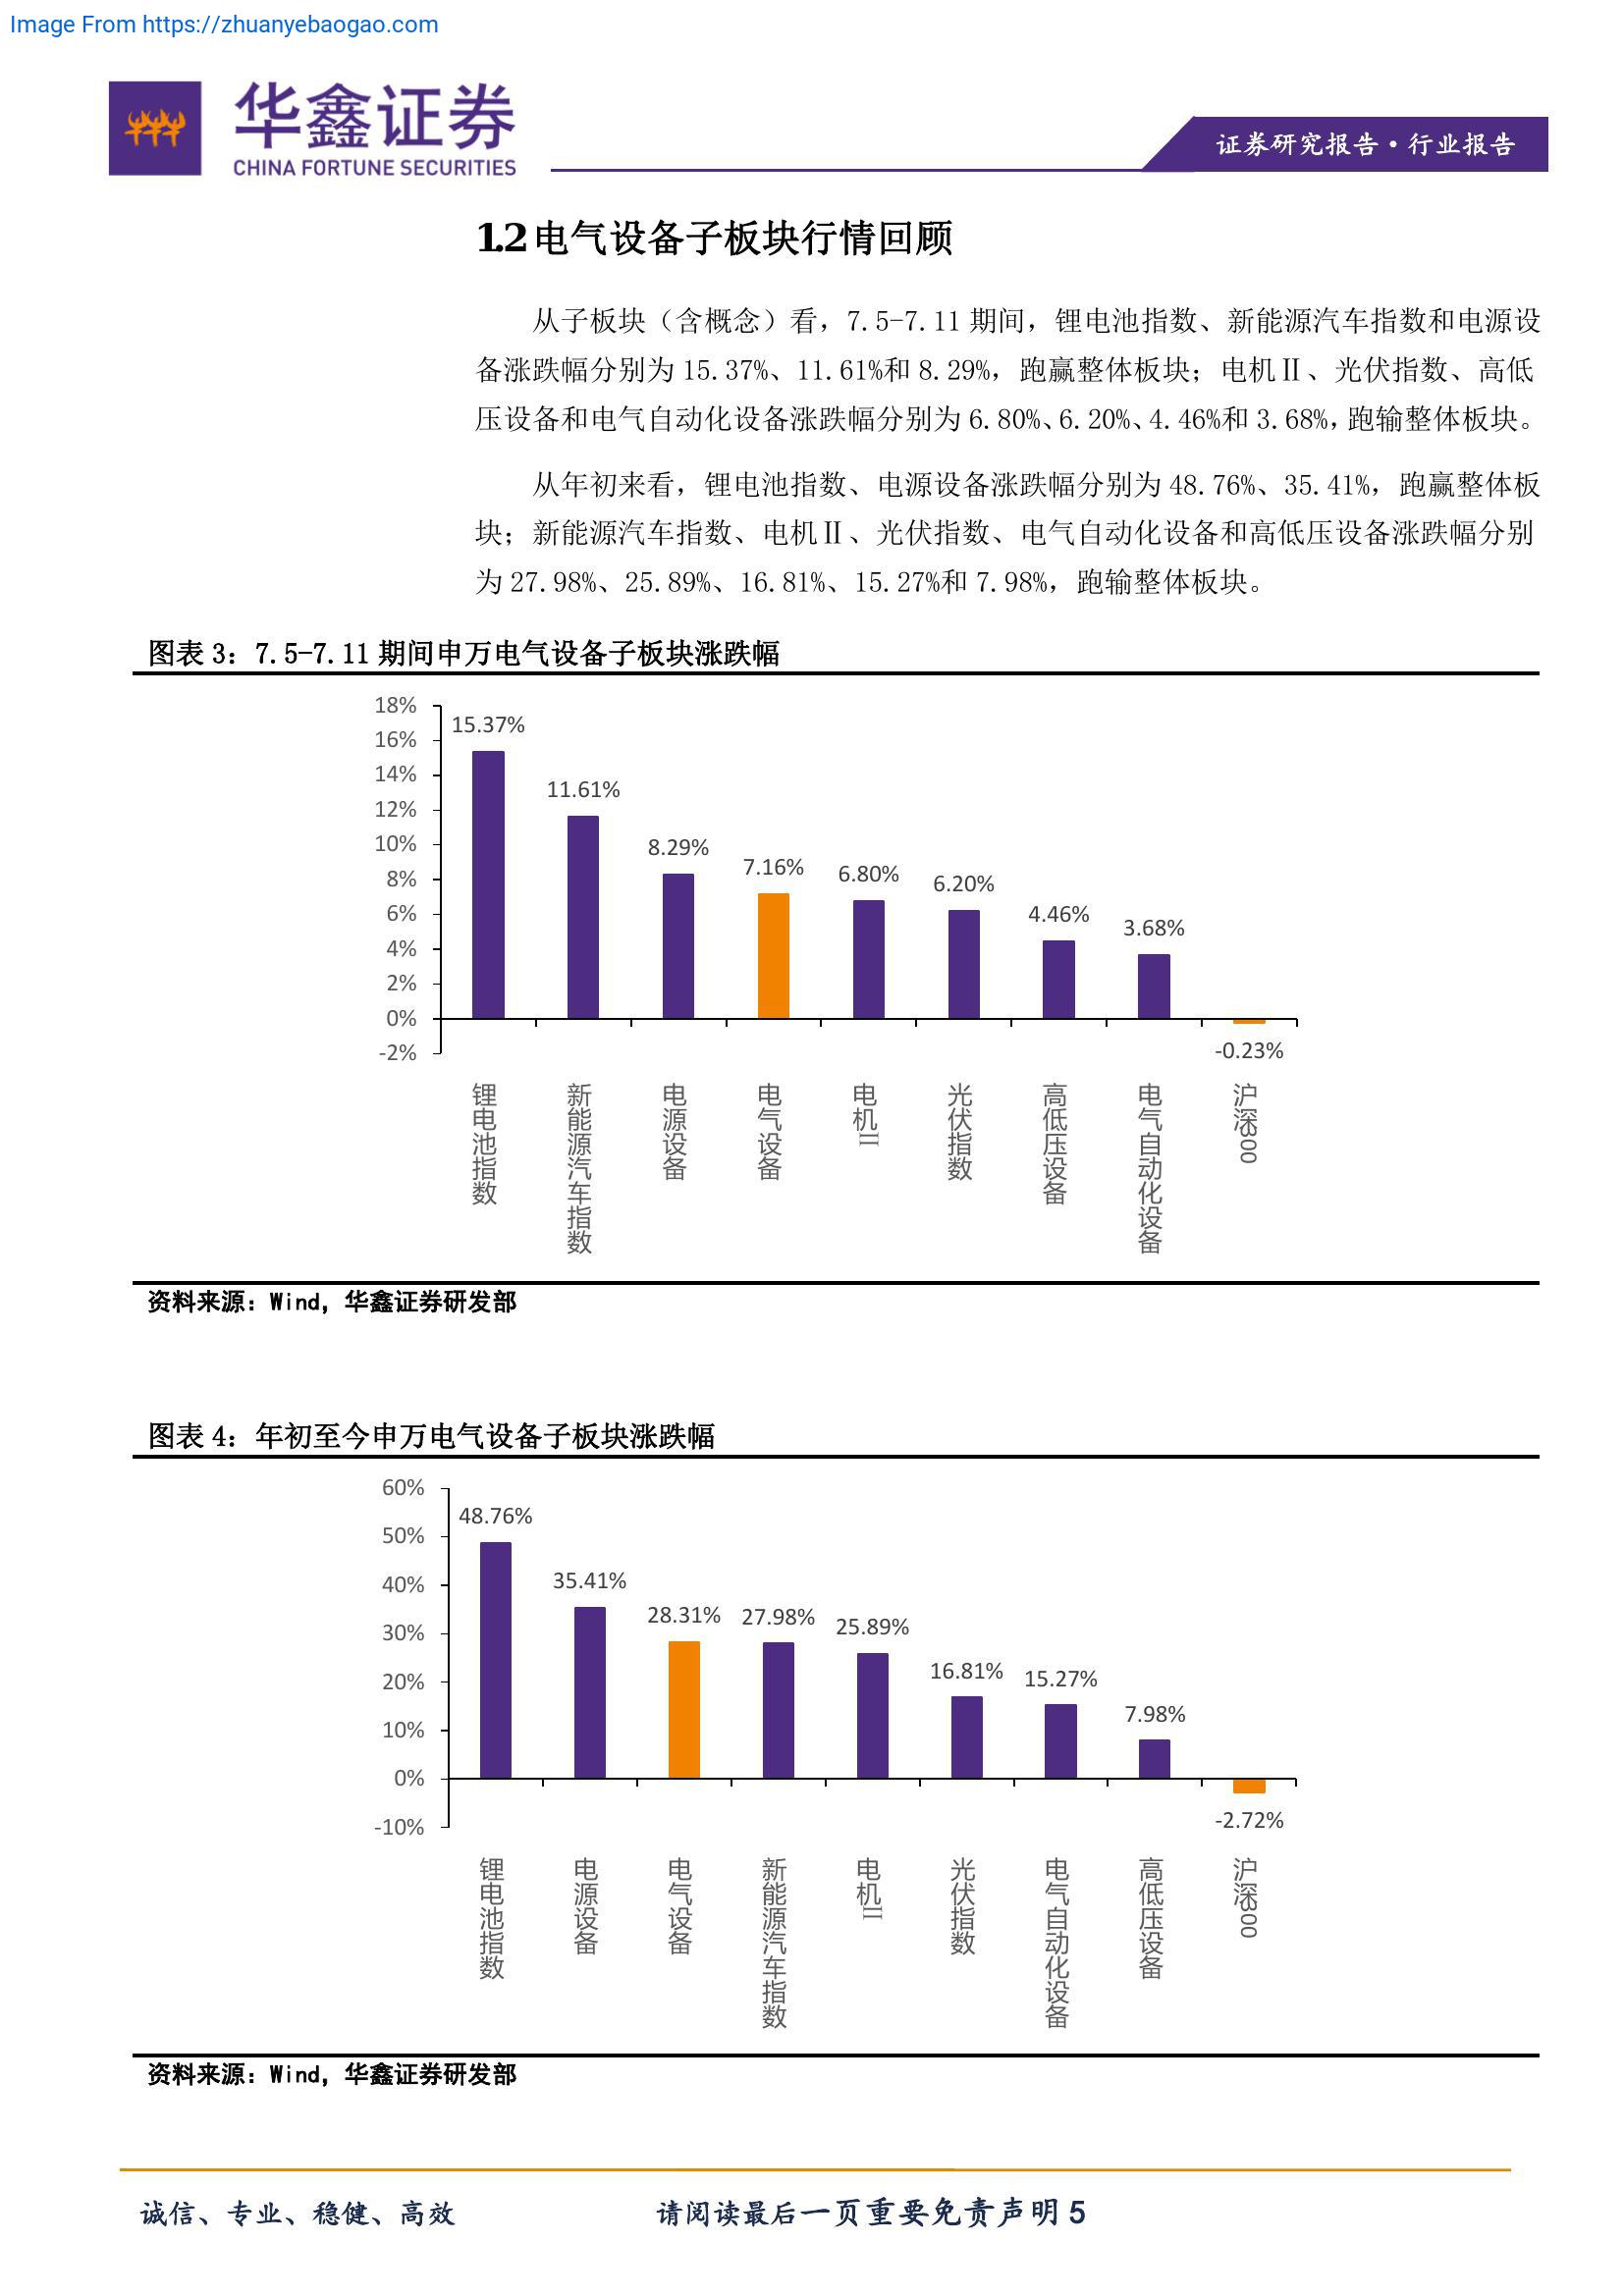 Image From https://zhuanyebaogao.com
华鑫证券
CHINA FORTUNE SECURITIES
证券研究报告·行业报告
1.2 电气设备子板块行情回顾
从子板块（含概念）看，7.5-7.11 期间，锂电池指数、新能源汽车指数和电源设
备涨跌幅分别为 15.37%、11.61%和 8.29%，跑赢整体板块；电机Ⅱ、光伏指数、高低
压设备和电气自动化设备涨跌幅分别为 6.80%、6.20%、4.46%和 3.68%，跑输整体板块。
从年初来看，锂电池指数、电源设备涨跌幅分别为 48.76%、35.41%，跑赢整体板
块；新能源汽车指数、电机Ⅱ、光伏指数、电气自动化设备和高低压设备涨跌幅分别
为 27.98%、25.89%、16.81%、15.27%和 7.98%，跑输整体板块。
图表 3：7.5-7.11 期间申万电气设备子板块涨跌幅
18%
16%
14%
12%
10%
8%
6%
4%
2%
0%
-2%
15.37%
11.61%
8.29%
7.16%
6.80%
6.20%
4.46%
3.68%
-0.23%
锂电池指数
新能源汽车指数
电源设备
电气设备
电机II
光伏指数
高低压设备
电气自动化设备
沪深300
资料来源：Wind，华鑫证券研发部
图表 4：年初至今申万电气设备子板块涨跌幅
60%
50%
40%
30%
20%
10%
0%
-10%
48.76%
35.41%
28.31%
27.98%
25.89%
16.81%
15.27%
7.98%
-2.72%
锂电池指数
电源设备
电气设备
新能源汽车指数
电机II
光伏指数
电气自动化设备
高低压设备
沪深300
资料来源：Wind，华鑫证券研发部
诚信、专业、稳健、高效
请阅读最后一页重要免责声明 5